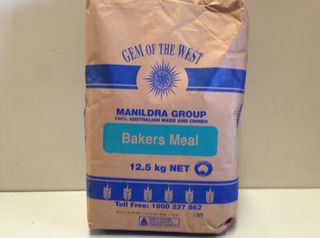 GEM OF THE WEST
MANILDRA GROUP
100% AUSTRALIAN MADE AND OWNED
Bakers Meal
12.5 kg NET
Toll Free: 1800 227 862